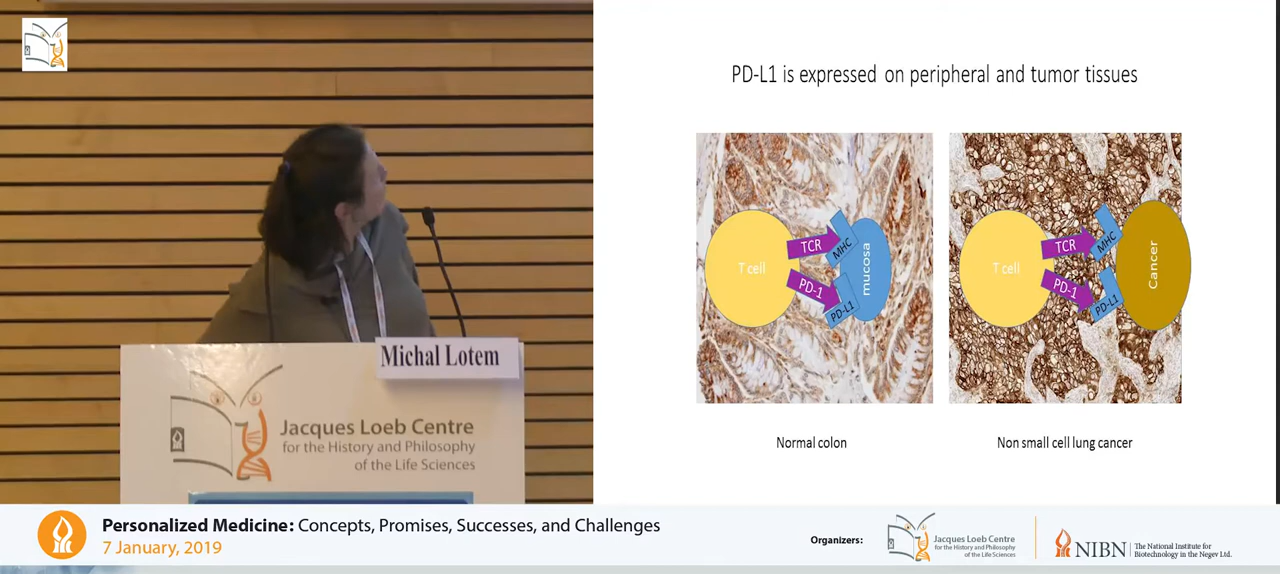 PD-L1 is expressed on peripheral and tumor tissues
T cell
TCR
MHC
PD-1
PD-L1
mucosa
T cell
TCR
MHC
PD-1
PD-L1
Cancer
Normal colon
Non small cell lung cancer
Michal Lotem
Jacques Loeb Centre
for the History and Philosophy
of the Life Sciences
Personalized Medicine: Concepts, Promises, Successes, and Challenges
7 January, 2019
Organizers:
Jacques Loeb Centre
for the History and Philosophy
of the Life Sciences
NIBN
The National Institute for
Biotechnology in the Negev Ltd.